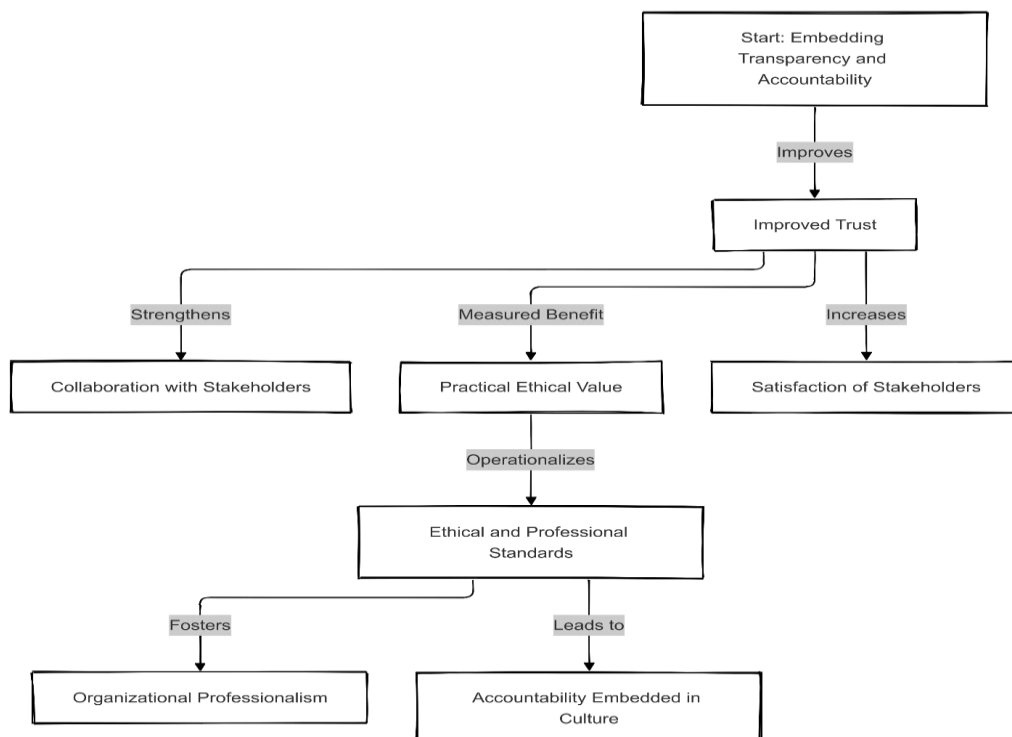 Start: Embedding
Transparency and
Accountability
Improves
Improved Trust
Strengthens
Measured Benefit
Increases
Collaboration with Stakeholders
Practical Ethical Value
Satisfaction of Stakeholders
Operationalizes
Ethical and Professional
Standards
Fosters
Leads to
Organizational Professionalism
Accountability Embedded in
Culture